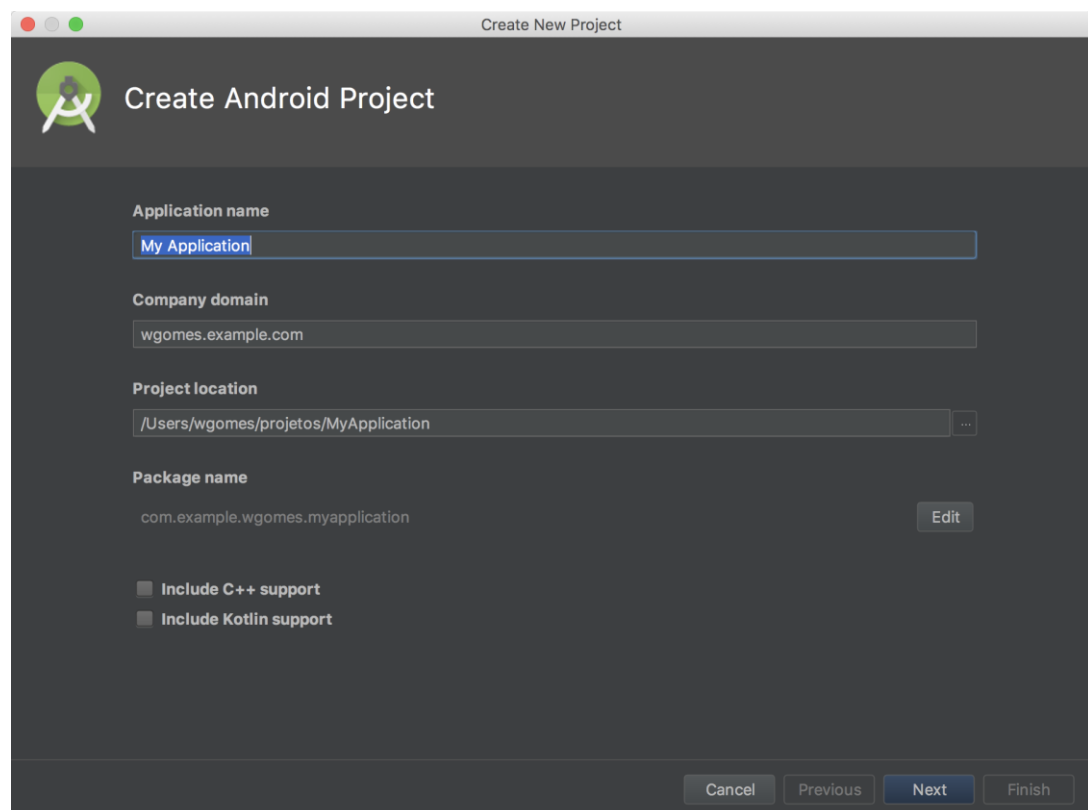 Create New Project
Create Android Project
Application name
My Application
Company domain
wgomes.example.com
Project location
/Users/wgomes/projetos/MyApplication
...
Package name
com.example.wgomes.myapplication
Edit
Include C++ support
Include Kotlin support
Cancel Previous Next Finish